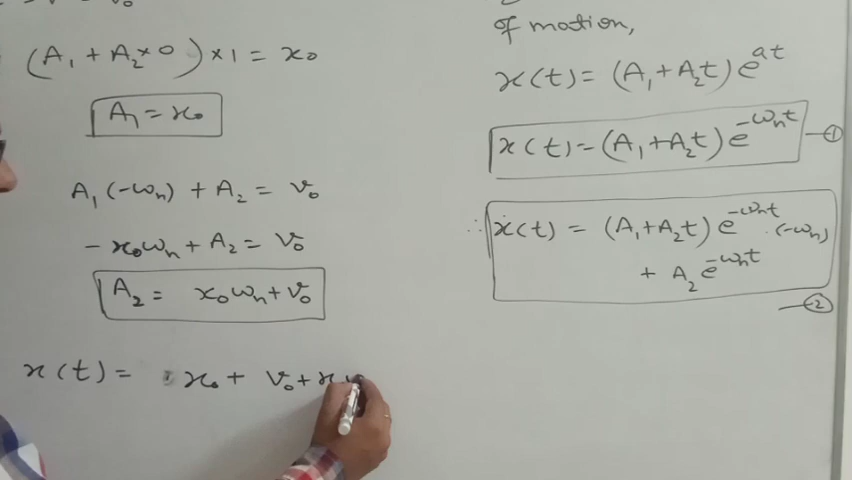 (A₁ + A₂×0) × 1 = x₀
A₁ = x₀
A₁(-ωₙ) + A₂ = v₀
- x₀ωₙ + A₂ = v₀
A₂ = x₀ωₙ + v₀
x(t) = x₀ + v₀ + x
of motion,
x(t) = (A₁ + A₂t) e^{at}
x(t) = (A₁ + A₂t) e^{-ωₙt} —①
∴ ẋ(t) = (A₁ + A₂t) e^{-ωₙt} · (-ωₙ)
+ A₂ e^{-ωₙt}
—②